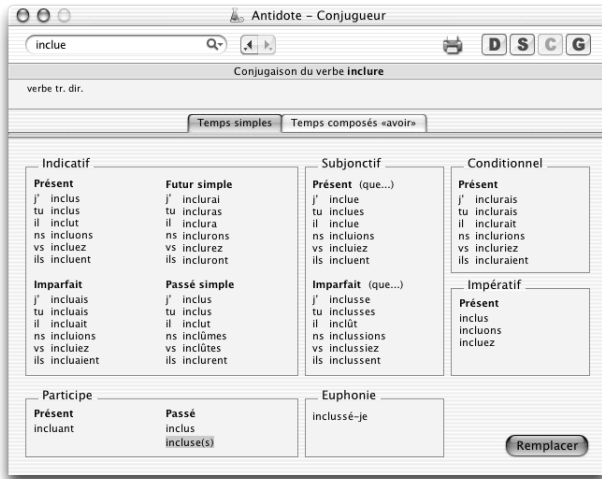 Antidote – Conjugueur
inclue
D S C G
Conjugaison du verbe inclure
verbe tr. dir.
Temps simples Temps composés «avoir»
Indicatif
Présent
j' inclus
tu inclus
il inclut
ns incluons
vs incluez
ils incluent
Futur simple
j' inclurai
tu incluras
il inclura
ns inclurons
vs inclurez
ils incluront
Imparfait
j' incluais
tu incluais
il incluait
ns incluions
vs incluiez
ils incluaient
Passé simple
j' inclus
tu inclus
il inclut
ns inclûmes
vs inclûtes
ils inclurent
Subjonctif
Présent (que...)
j' inclue
tu inclues
il inclue
ns incluions
vs incluiez
ils incluent
Imparfait (que...)
j' inclusse
tu inclusses
il inclût
ns inclussions
vs inclussiez
ils inclussent
Conditionnel
Présent
j' inclurais
tu inclurais
il inclurait
ns inclurions
vs incluriez
ils incluraient
Impératif
Présent
inclus
incluons
incluez
Participe
Présent
incluant
Passé
inclus
incluse(s)
Euphonie
inclussé-je
Remplacer